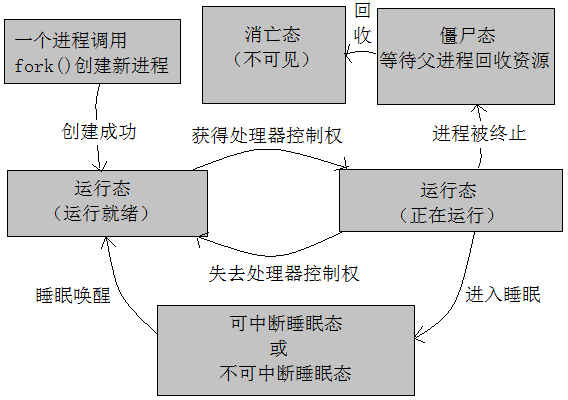 一个进程调用
fork()创建新进程
消亡态
(不可见)
回
收
僵尸态
等待父进程回收资源
创建成功
获得处理器控制权
进程被终止
运行态
(运行就绪)
运行态
(正在运行)
失去处理器控制权
睡眠唤醒
进入睡眠
可中断睡眠态
或
不可中断睡眠态